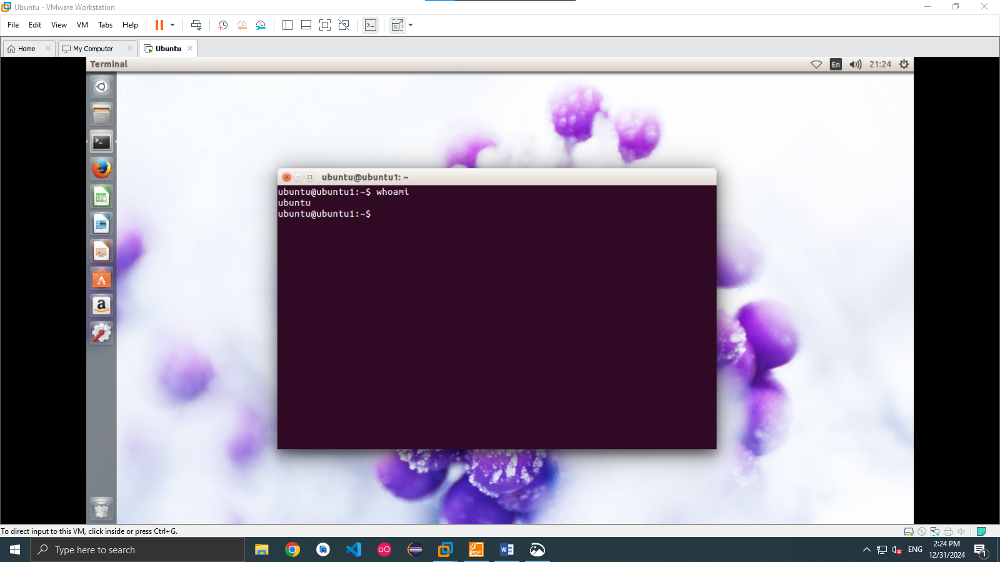 Ubuntu - VMware Workstation
File Edit View VM Tabs Help
Home My Computer Ubuntu
Terminal En 21:24
ubuntu@ubuntu1: ~
ubuntu@ubuntu1:~$ whoami
ubuntu
ubuntu@ubuntu1:~$
To direct input to this VM, click inside or press Ctrl+G.
Type here to search PDF ENG 2:24 PM
12/31/2024 1